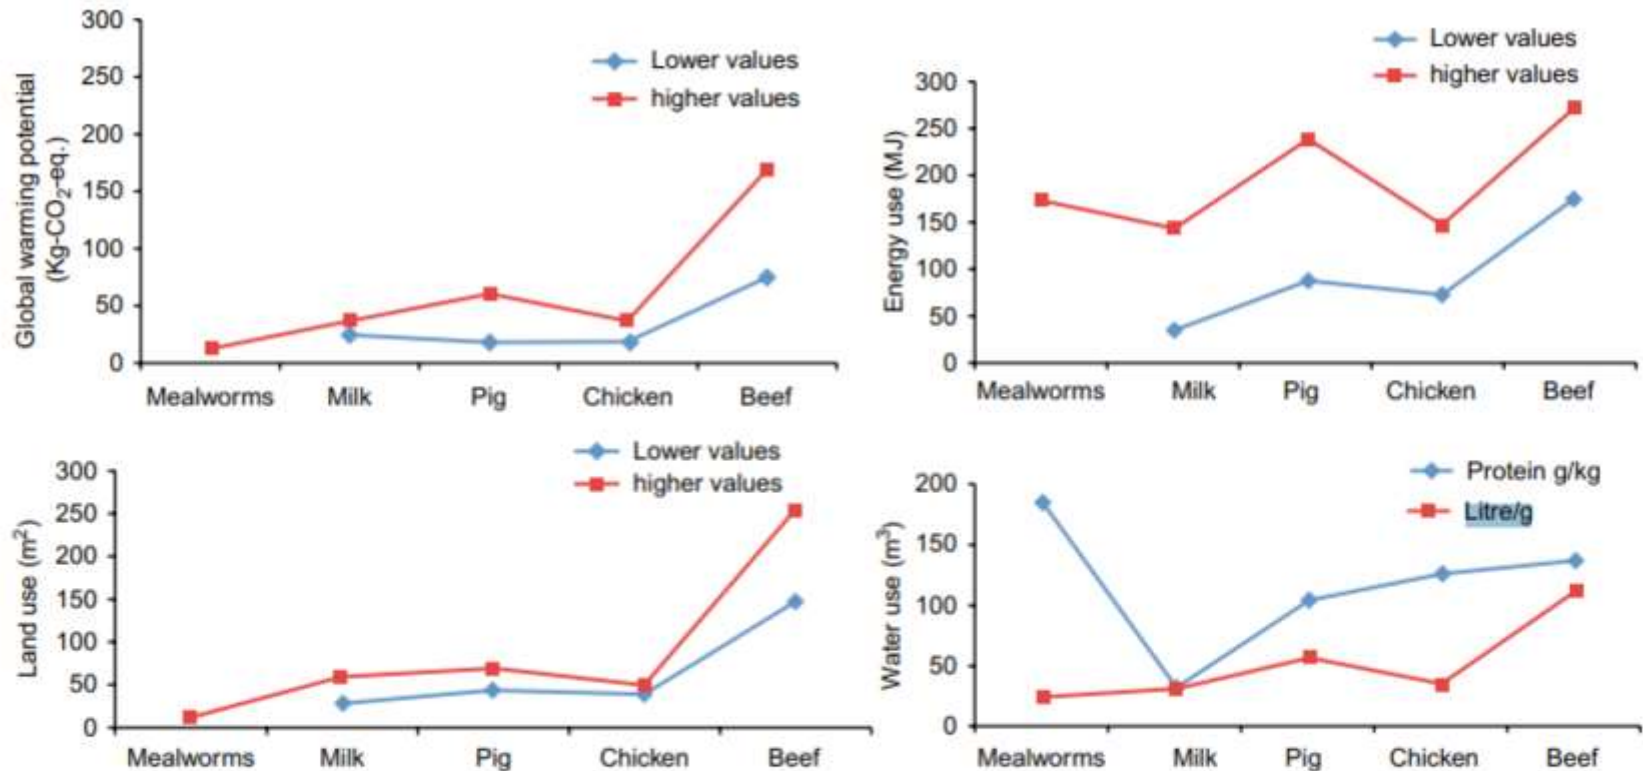 300
250
200
150
100
50
0
Global warming potential
(Kg-CO₂-eq.)
Lower values
higher values
Mealworms Milk Pig Chicken Beef
Lower values
higher values
300
250
200
150
100
50
0
Energy use (MJ)
Mealworms Milk Pig Chicken Beef
Lower values
higher values
300
250
200
150
100
50
0
Land use (m²)
Mealworms Milk Pig Chicken Beef
Protein g/kg
Litre/g
200
150
100
50
0
Water use (m³)
Mealworms Milk Pig Chicken Beef